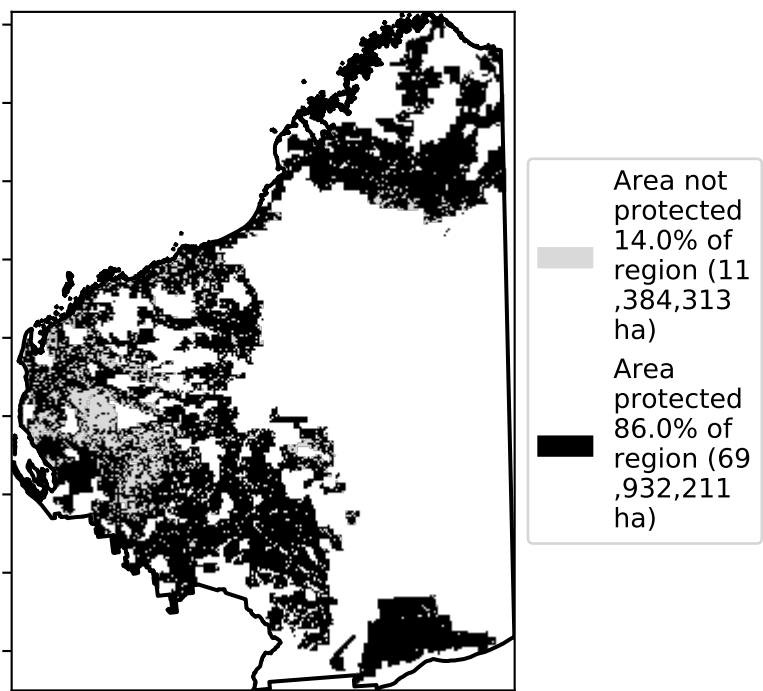 Area not
protected
14.0% of
region (11
,384,313
ha)
Area
protected
86.0% of
region (69
,932,211
ha)